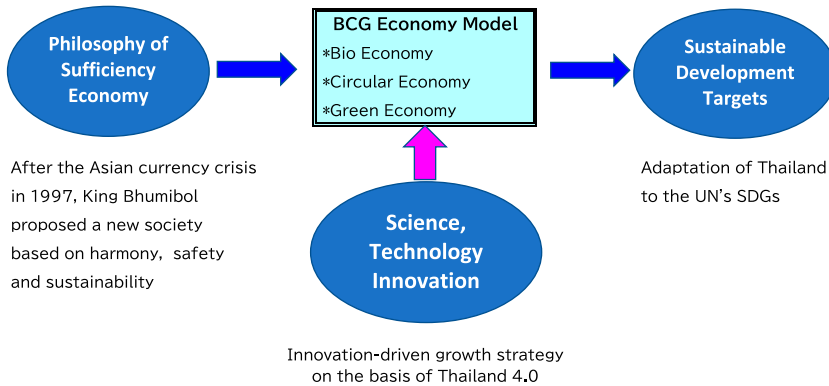 Philosophy of
Sufficiency
Economy
BCG Economy Model
*Bio Economy
*Circular Economy
*Green Economy
Sustainable
Development
Targets
After the Asian currency crisis
in 1997, King Bhumibol
proposed a new society
based on harmony, safety
and sustainability
Science,
Technology
Innovation
Adaptation of Thailand
to the UN's SDGs
Innovation-driven growth strategy
on the basis of Thailand 4.0